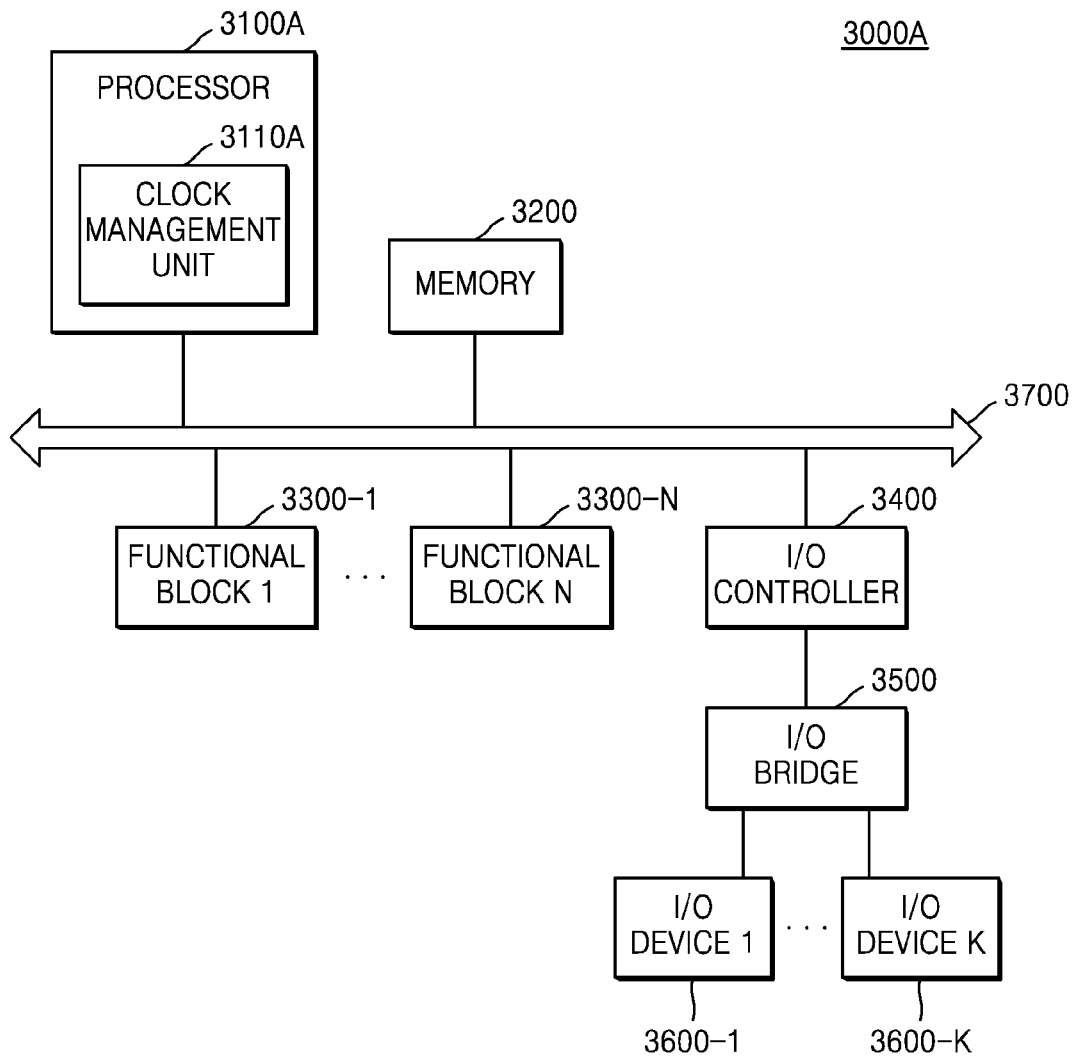 3100A
3000A
PROCESSOR
3110A
CLOCK
MANAGEMENT
UNIT
3200
MEMORY
3700
3300-1
3300-N
3400
FUNCTIONAL
BLOCK 1
. . .
FUNCTIONAL
BLOCK N
I/O
CONTROLLER
3500
I/O
BRIDGE
I/O
DEVICE 1
. . .
I/O
DEVICE K
3600-1
3600-K